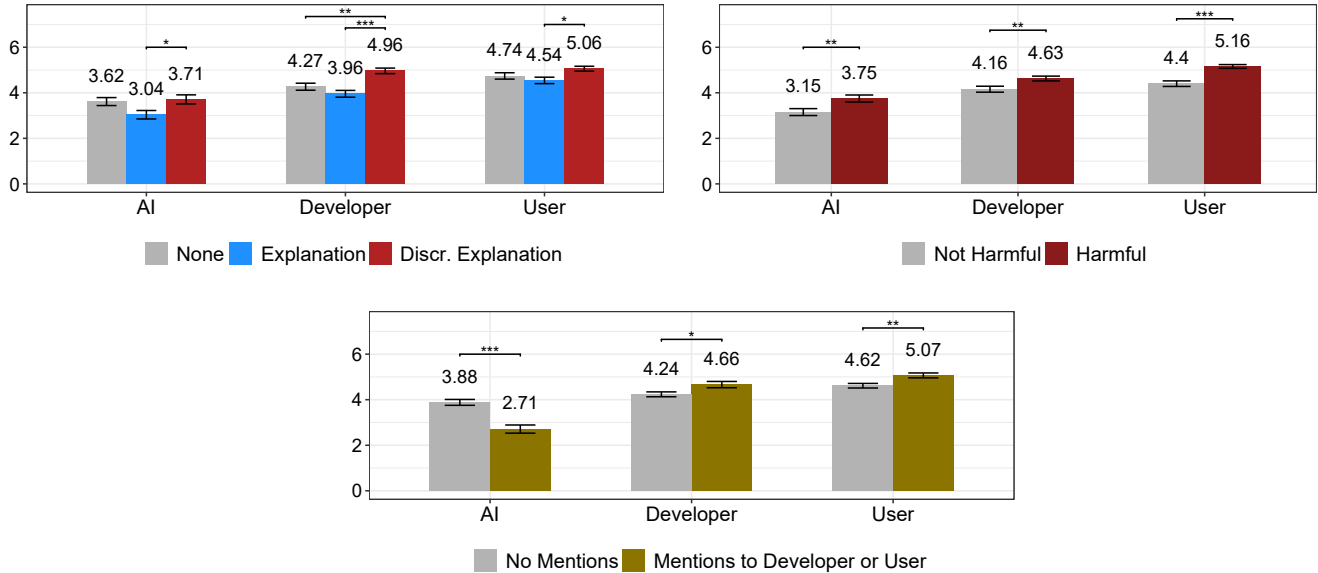 ** *** ***
* *** * ** **
6 4.96 4.74 5.06 6 4.63 5.16
4.27 3.96 4.54 4.16 4.4
3.62 3.04 3.71 3.15 3.75
4 4
2 2
0 0
AI Developer User AI Developer User
None Explanation Discr. Explanation Not Harmful Harmful
*** * **
6 4.66 5.07
3.88 4.24 4.62
4 2.71
2
0
AI Developer User
No Mentions Mentions to Developer or User